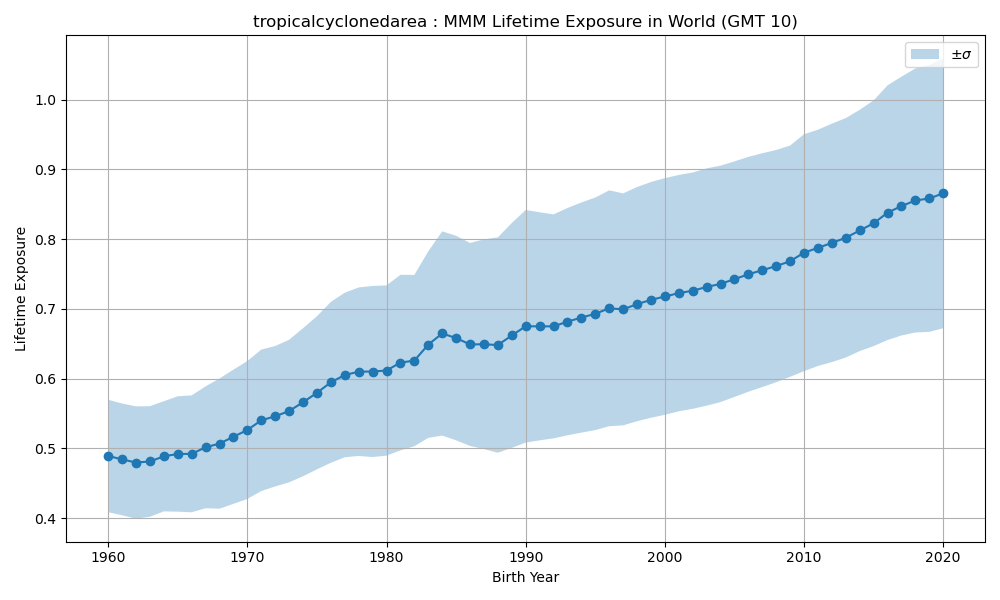 tropicalcyclonedarea : MMM Lifetime Exposure in World (GMT 10)
±σ
1.0
0.9
0.8
0.7
0.6
0.5
0.4
Lifetime Exposure
1960 1970 1980 1990 2000 2010 2020
Birth Year